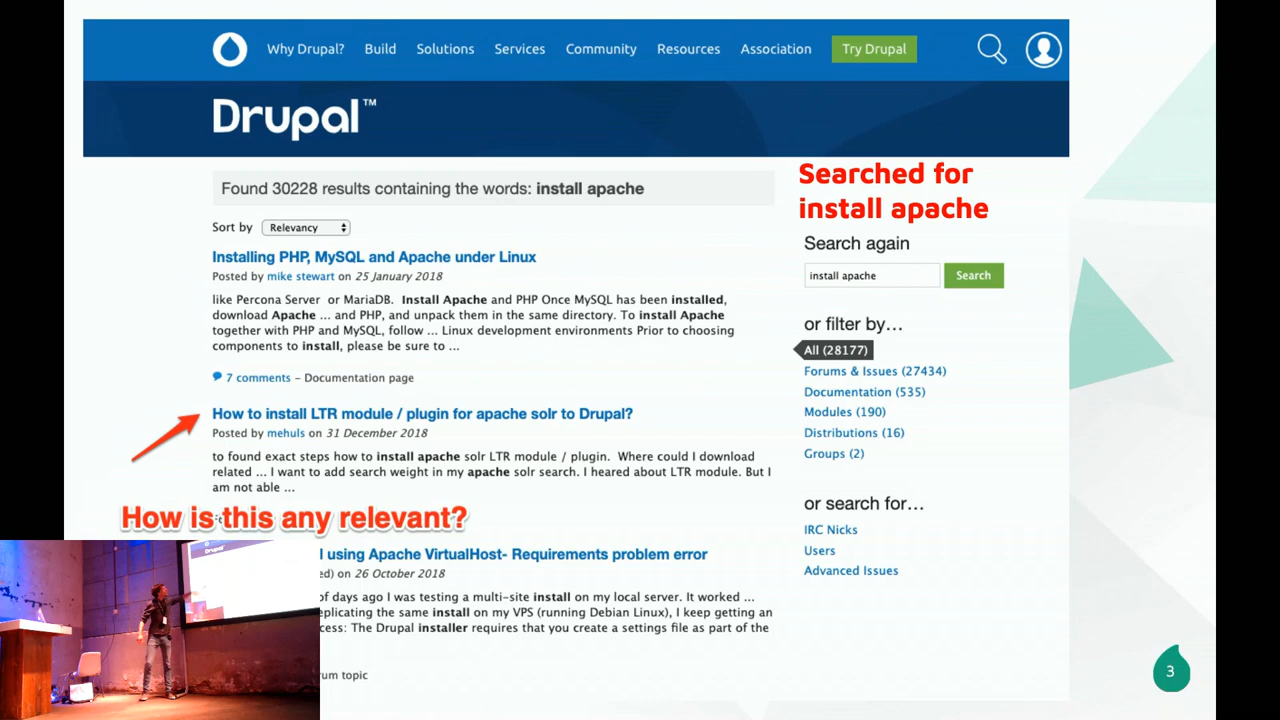 Why Drupal?
Build
Solutions
Services
Community
Resources
Association
Try Drupal
Drupal™
Found 30228 results containing the words: install apache
Sort by Relevancy
Installing PHP, MySQL and Apache under Linux
Posted by mike stewart on 25 January 2018
like Percona Server or MariaDB. Install Apache and PHP Once MySQL has been installed,
download Apache ... and PHP, and unpack them in the same directory. To install Apache
together with PHP and MySQL, follow ... Linux development environments Prior to choosing
components to install, please be sure to ...
7 comments – Documentation page
How to install LTR module / plugin for apache solr to Drupal?
Posted by mehuls on 31 December 2018
to found exact steps how to install apache solr LTR module / plugin. Where could I download
related ... I want to add search weight in my apache solr search. I heared about LTR module. But I
am not able ...
How is this any relevant?
using Apache VirtualHost- Requirements problem error
ed) on 26 October 2018
of days ago I was testing a multi-site install on my local server. It worked ...
eplicating the same install on my VPS (running Debian Linux), I keep getting an
cess: The Drupal installer requires that you create a settings file as part of the
rum topic
Searched for
install apache
Search again
install apache
Search
or filter by...
All (28177)
Forums & Issues (27434)
Documentation (535)
Modules (190)
Distributions (16)
Groups (2)
or search for...
IRC Nicks
Users
Advanced Issues
3
Drupal